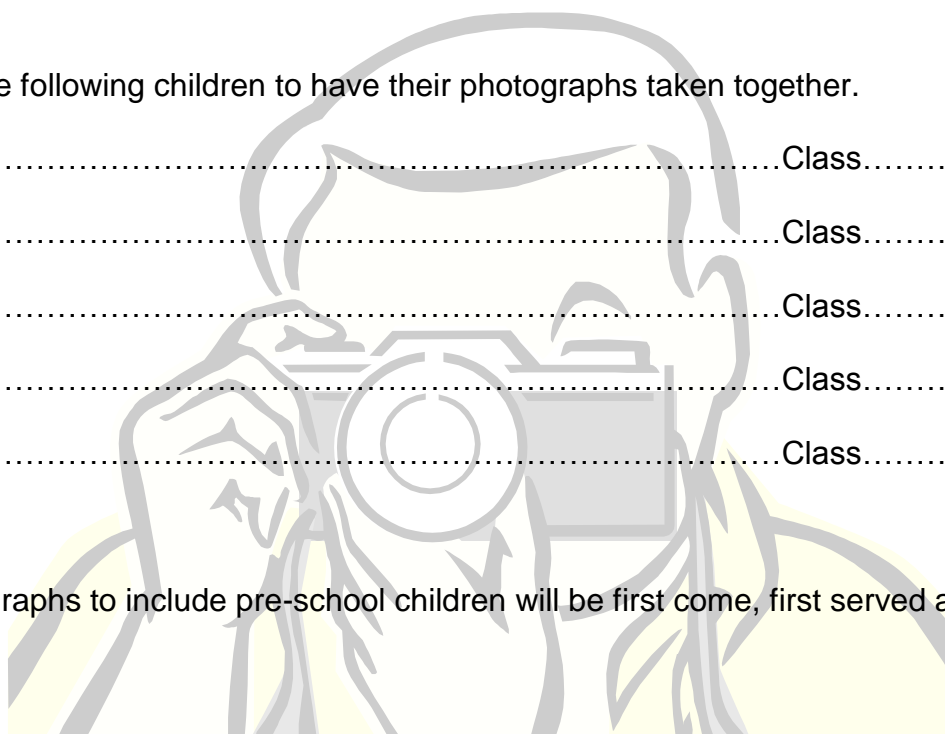 e following children to have their photographs taken together.
……………………………………………………………………Class………
……………………………………………………………………Class………
……………………………………………………………………Class………
……………………………………………………………………Class………
……………………………………………………………………Class………
raphs to include pre-school children will be first come, first served a